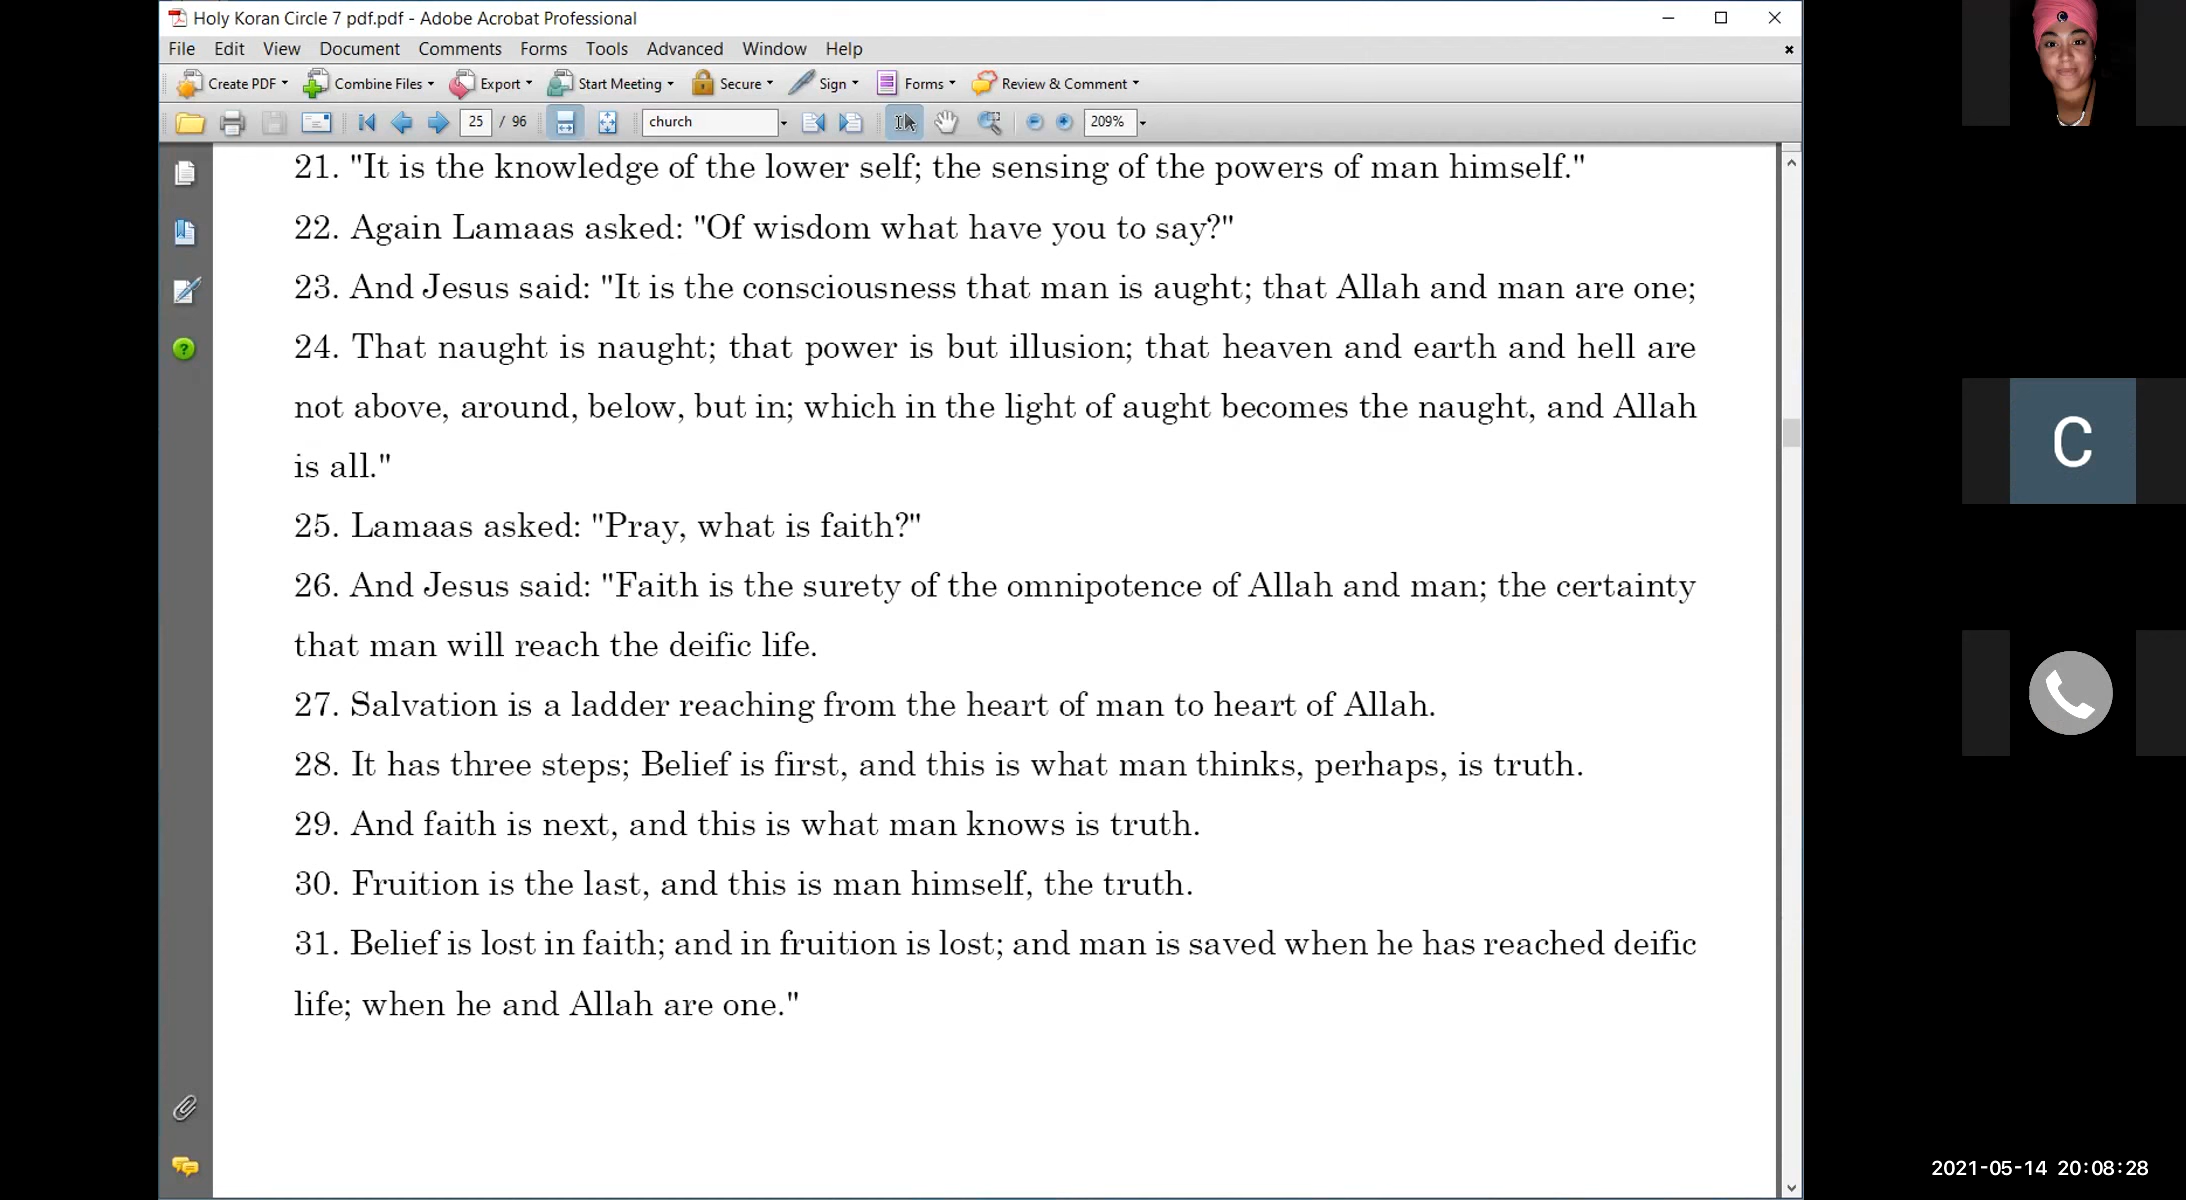 Holy Koran Circle 7 pdf.pdf - Adobe Acrobat Professional
File Edit View Document Comments Forms Tools Advanced Window Help
Create PDF Combine Files Export Start Meeting Secure Sign Forms Review & Comment
25 / 96 church 209%
21. "It is the knowledge of the lower self; the sensing of the powers of man himself."
22. Again Lamaas asked: "Of wisdom what have you to say?"
23. And Jesus said: "It is the consciousness that man is aught; that Allah and man are one;
24. That naught is naught; that power is but illusion; that heaven and earth and hell are
not above, around, below, but in; which in the light of aught becomes the naught, and Allah
is all."
25. Lamaas asked: "Pray, what is faith?"
26. And Jesus said: "Faith is the surety of the omnipotence of Allah and man; the certainty
that man will reach the deific life.
27. Salvation is a ladder reaching from the heart of man to heart of Allah.
28. It has three steps; Belief is first, and this is what man thinks, perhaps, is truth.
29. And faith is next, and this is what man knows is truth.
30. Fruition is the last, and this is man himself, the truth.
31. Belief is lost in faith; and in fruition is lost; and man is saved when he has reached deific
life; when he and Allah are one."
C
2021-05-14 20:08:28